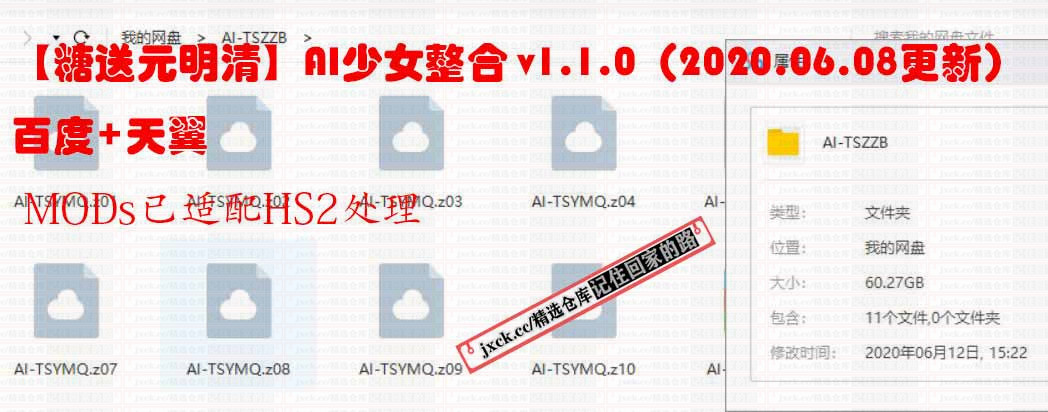 我的网盘 > AI-TSZZB >
搜索我的网盘文件
【糖送元明清】AI少女整合 v1.1.0（2020.06.08更新）
百度+天翼
属性
AI-TSZZB
AI-TSYMQ.z01
AI-TSYMQ.z02
AI-TSYMQ.z03
AI-TSYMQ.z04
AI-
MODs已适配HS2处理
类型：
文件夹
位置：
我的网盘
大小：
60.27GB
包含：
11个文件,0个文件夹
修改时间：
2020年06月12日, 15:22
jxck.cc/精选仓库记住回家的路
AI-TSYMQ.z07
AI-TSYMQ.z08
AI-TSYMQ.z09
AI-TSYMQ.z10
AI-